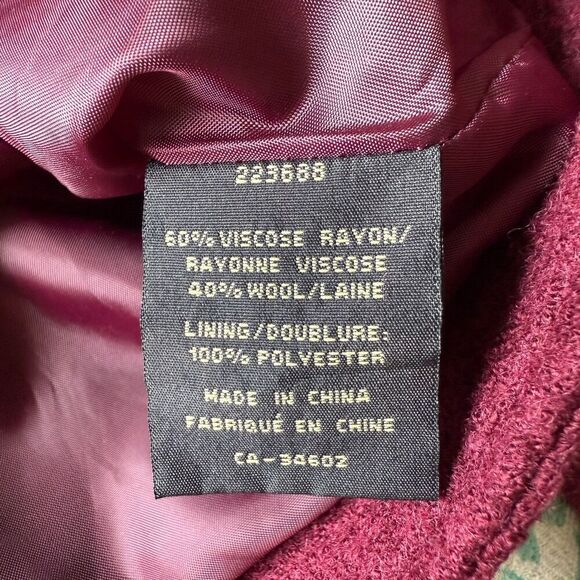 223688
60% VISCOSE RAYON/
RAYONNE VISCOSE
40% WOOL/LAINE
LINING/DOUBLURE:
100% POLYESTER
MADE IN CHINA
FABRIQUÉ EN CHINE
CA-34602